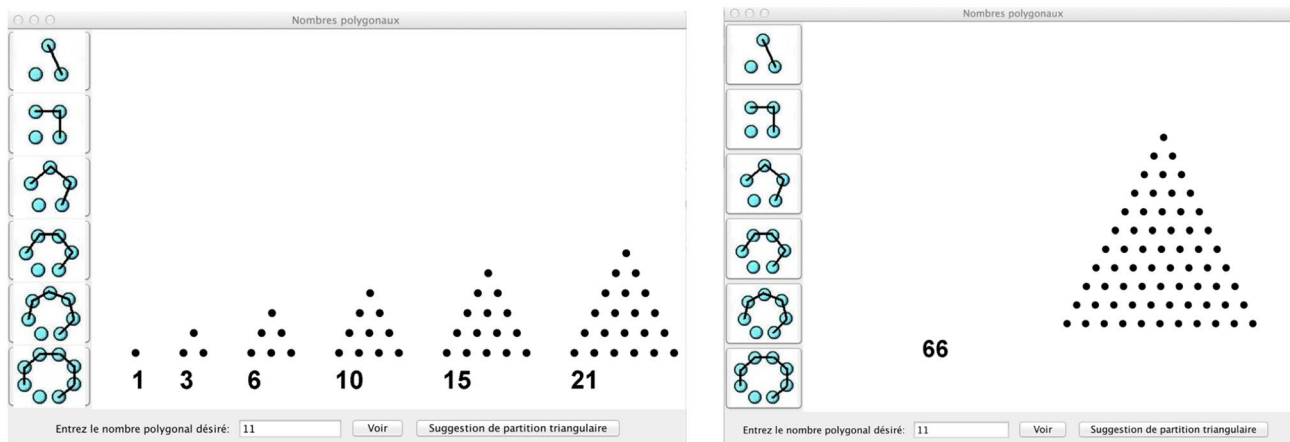 Nombres polygonaux
1 3 6 10 15 21
Entrez le nombre polygonal désiré: 11 Voir Suggestion de partition triangulaire
Nombres polygonaux
66
Entrez le nombre polygonal désiré: 11 Voir Suggestion de partition triangulaire